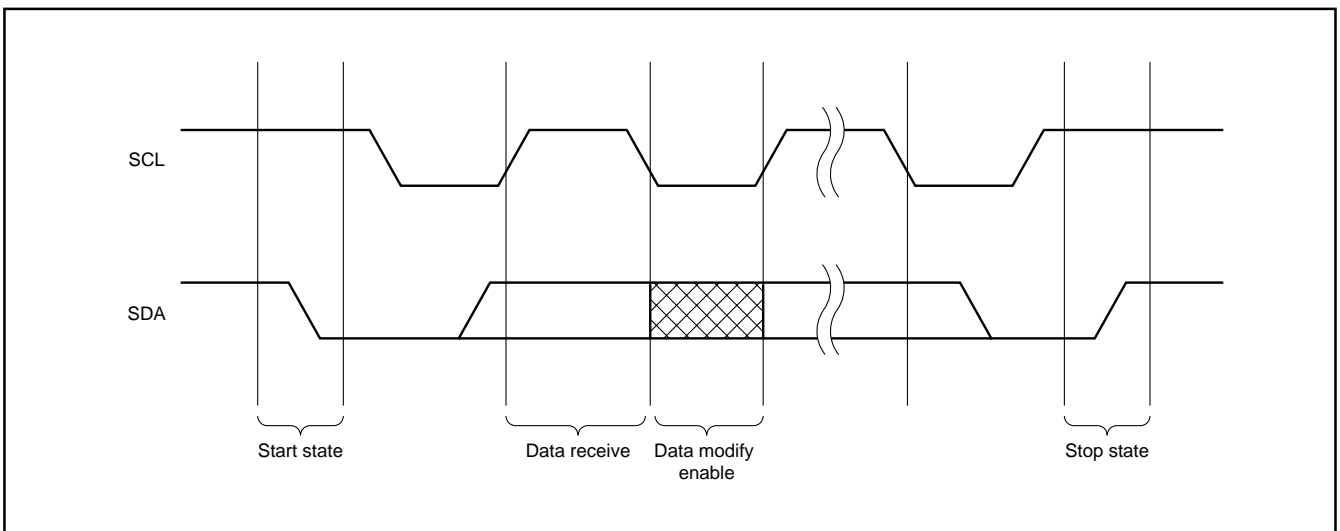 SCL
SDA
Start state
Data receive
Data modify
enable
Stop state